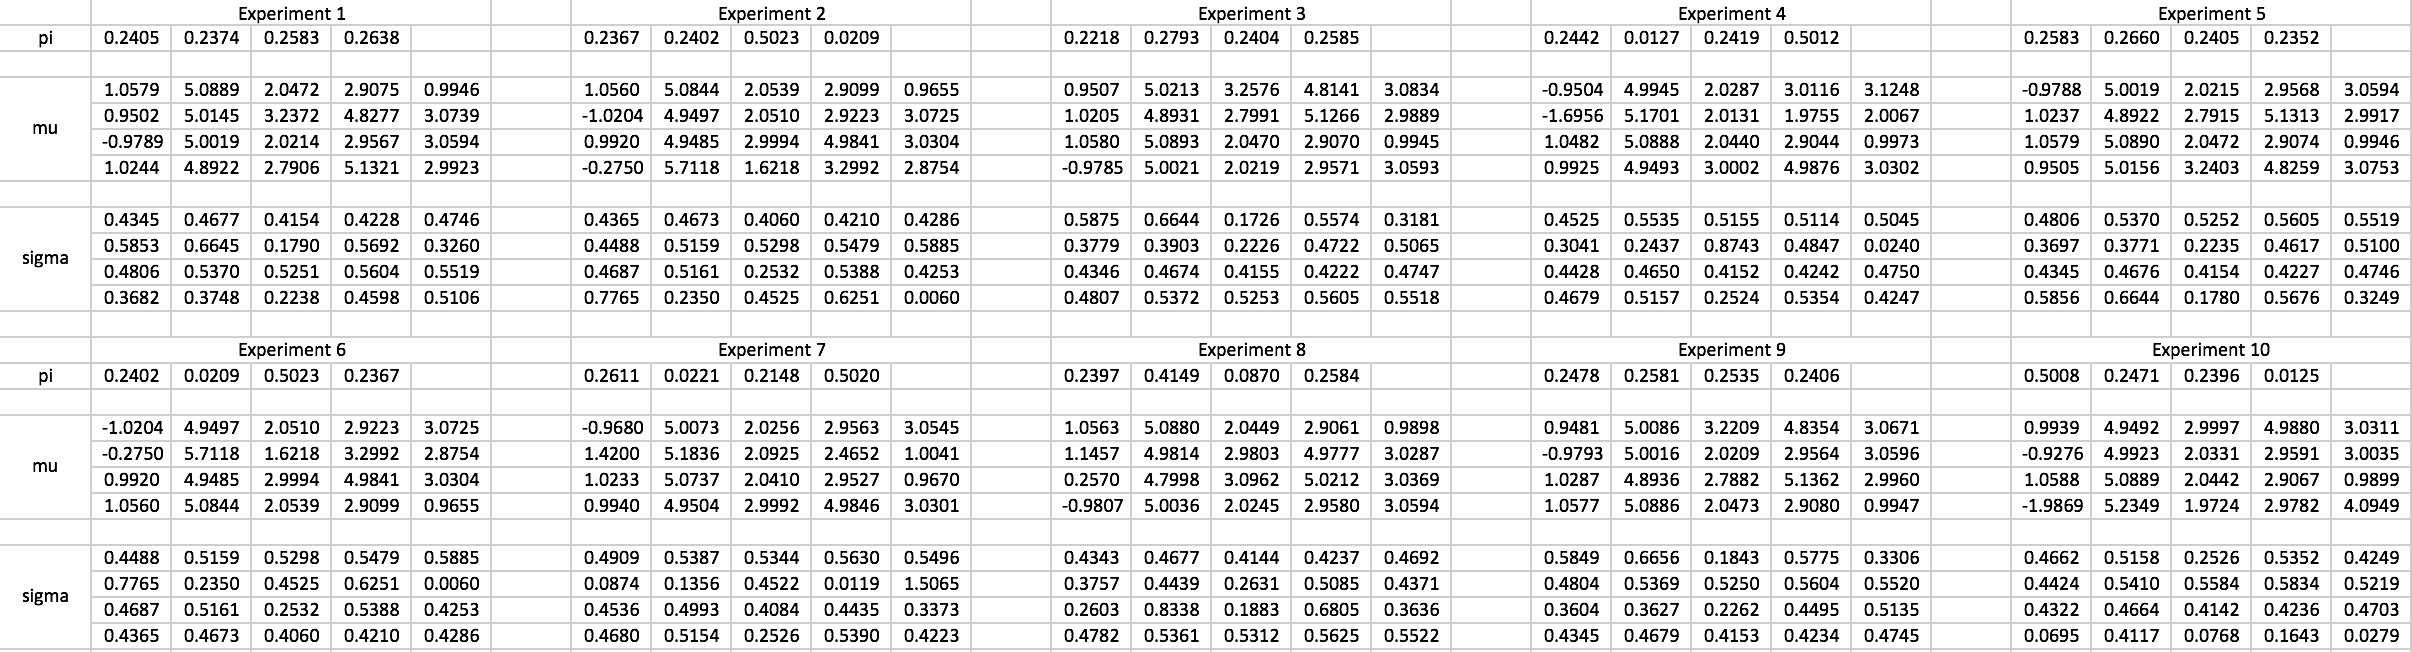 Experiment 1 Experiment 2 Experiment 3 Experiment 4 Experiment 5
pi 0.2405 0.2374 0.2583 0.2638 0.2367 0.2402 0.5023 0.0209 0.2218 0.2793 0.2404 0.2585 0.2442 0.0127 0.2419 0.5012 0.2583 0.2660 0.2405 0.2352
1.0579 5.0889 2.0472 2.9075 0.9946 1.0560 5.0844 2.0539 2.9099 0.9655 0.9507 5.0213 3.2576 4.8141 3.0834 -0.9504 4.9945 2.0287 3.0116 3.1248 -0.9788 5.0019 2.0215 2.9568 3.0594
0.9502 5.0145 3.2372 4.8277 3.0739 -1.0204 4.9497 2.0510 2.9223 3.0725 1.0205 4.8931 2.7991 5.1266 2.9889 -1.6956 5.1701 2.0131 1.9755 2.0067 1.0237 4.8922 2.7915 5.1313 2.9917
mu
-0.9789 5.0019 2.0214 2.9567 3.0594 0.9920 4.9485 2.9994 4.9841 3.0304 1.0580 5.0893 2.0470 2.9070 0.9945 1.0482 5.0888 2.0440 2.9044 0.9973 1.0579 5.0890 2.0472 2.9074 0.9946
1.0244 4.8922 2.7906 5.1321 2.9923 -0.2750 5.7118 1.6218 3.2992 2.8754 -0.9785 5.0021 2.0219 2.9571 3.0593 0.9925 4.9493 3.0002 4.9876 3.0302 0.9505 5.0156 3.2403 4.8259 3.0753
0.4345 0.4677 0.4154 0.4228 0.4746 0.4365 0.4673 0.4060 0.4210 0.4286 0.5875 0.6644 0.1726 0.5574 0.3181 0.4525 0.5535 0.5155 0.5114 0.5045 0.4806 0.5370 0.5252 0.5605 0.5519
0.5853 0.6645 0.1790 0.5692 0.3260 0.4488 0.5159 0.5298 0.5479 0.5885 0.3779 0.3903 0.2226 0.4722 0.5065 0.3041 0.2437 0.8743 0.4847 0.0240 0.3697 0.3771 0.2235 0.4617 0.5100
sigma
0.4806 0.5370 0.5251 0.5604 0.5519 0.4687 0.5161 0.2532 0.5388 0.4253 0.4346 0.4674 0.4155 0.4222 0.4747 0.4428 0.4650 0.4152 0.4242 0.4750 0.4345 0.4676 0.4154 0.4227 0.4746
0.3682 0.3748 0.2238 0.4598 0.5106 0.7765 0.2350 0.4525 0.6251 0.0060 0.4807 0.5372 0.5253 0.5605 0.5518 0.4679 0.5157 0.2524 0.5354 0.4247 0.5856 0.6644 0.1780 0.5676 0.3249
Experiment 6 Experiment 7 Experiment 8 Experiment 9 Experiment 10
pi 0.2402 0.0209 0.5023 0.2367 0.2611 0.0221 0.2148 0.5020 0.2397 0.4149 0.0870 0.2584 0.2478 0.2581 0.2535 0.2406 0.5008 0.2471 0.2396 0.0125
-1.0204 4.9497 2.0510 2.9223 3.0725 -0.9680 5.0073 2.0256 2.9563 3.0545 1.0563 5.0880 2.0449 2.9061 0.9898 0.9481 5.0086 3.2209 4.8354 3.0671 0.9939 4.9492 2.9997 4.9880 3.0311
-0.2750 5.7118 1.6218 3.2992 2.8754 1.4200 5.1836 2.0925 2.4652 1.0041 1.1457 4.9814 2.9803 4.9777 3.0287 -0.9793 5.0016 2.0209 2.9564 3.0596 -0.9276 4.9923 2.0331 2.9591 3.0035
mu
0.9920 4.9485 2.9994 4.9841 3.0304 1.0233 5.0737 2.0410 2.9527 0.9670 0.2570 4.7998 3.0962 5.0212 3.0369 1.0287 4.8936 2.7882 5.1362 2.9960 1.0588 5.0889 2.0442 2.9067 0.9899
1.0560 5.0844 2.0539 2.9099 0.9655 0.9940 4.9504 2.9992 4.9846 3.0301 -0.9807 5.0036 2.0245 2.9580 3.0594 1.0577 5.0886 2.0473 2.9080 0.9947 -1.9869 5.2349 1.9724 2.9782 4.0949
0.4488 0.5159 0.5298 0.5479 0.5885 0.4909 0.5387 0.5344 0.5630 0.5496 0.4343 0.4677 0.4144 0.4237 0.4692 0.5849 0.6656 0.1843 0.5775 0.3306 0.4662 0.5158 0.2526 0.5352 0.4249
0.7765 0.2350 0.4525 0.6251 0.0060 0.0874 0.1356 0.4522 0.0119 1.5065 0.3757 0.4439 0.2631 0.5085 0.4371 0.4804 0.5369 0.5250 0.5604 0.5520 0.4424 0.5410 0.5584 0.5834 0.5219
sigma
0.4687 0.5161 0.2532 0.5388 0.4253 0.4536 0.4993 0.4084 0.4435 0.3373 0.2603 0.8338 0.1883 0.6805 0.3636 0.3604 0.3627 0.2262 0.4495 0.5135 0.4322 0.4664 0.4142 0.4236 0.4703
0.4365 0.4673 0.4060 0.4210 0.4286 0.4680 0.5154 0.2526 0.5390 0.4223 0.4782 0.5361 0.5312 0.5625 0.5522 0.4345 0.4679 0.4153 0.4234 0.4745 0.0695 0.4117 0.0768 0.1643 0.0279